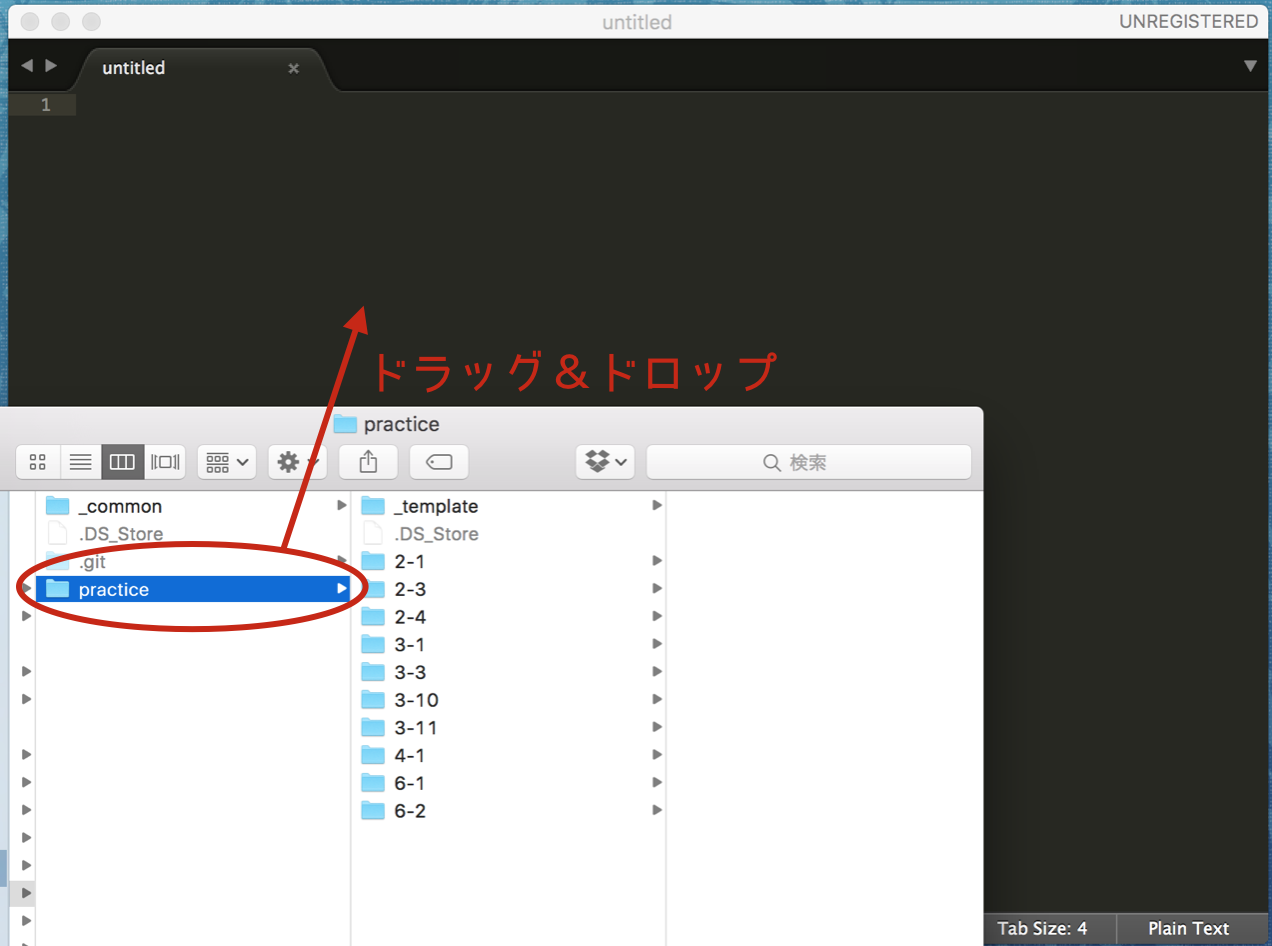 untitled
UNREGISTERED
untitled
1
ドラッグ＆ドロップ
practice
検索
_common
.DS_Store
.git
practice
_template
.DS_Store
2-1
2-3
2-4
3-1
3-3
3-10
3-11
4-1
6-1
6-2
Tab Size: 4
Plain Text